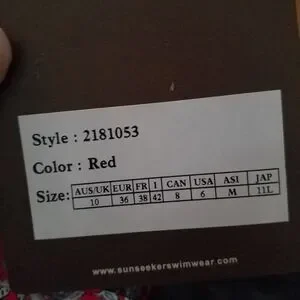 Style : 2181053
Color : Red
Size: AUS/UK EUR FR I CAN USA ASI JAP
10 36 38 42 8 6 M 11L
www.sunseekerswimwear.com